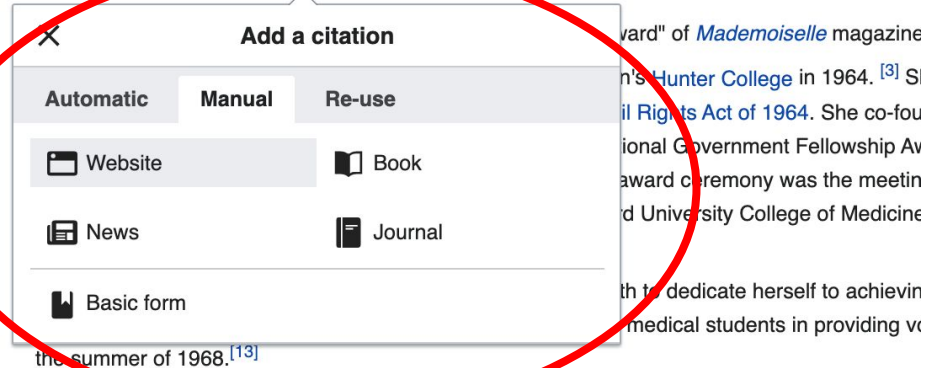 Add a citation
Automatic Manual Re-use
Website Book
News Journal
Basic form
ward" of Mademoiselle magazine
n's Hunter College in 1964. [3]
il Rights Act of 1964. She co-fou
ional Government Fellowship
award ceremony was the meetin
d University College of Medicine
th to dedicate herself to achievin
medical students in providing
the summer of 1968.[13]